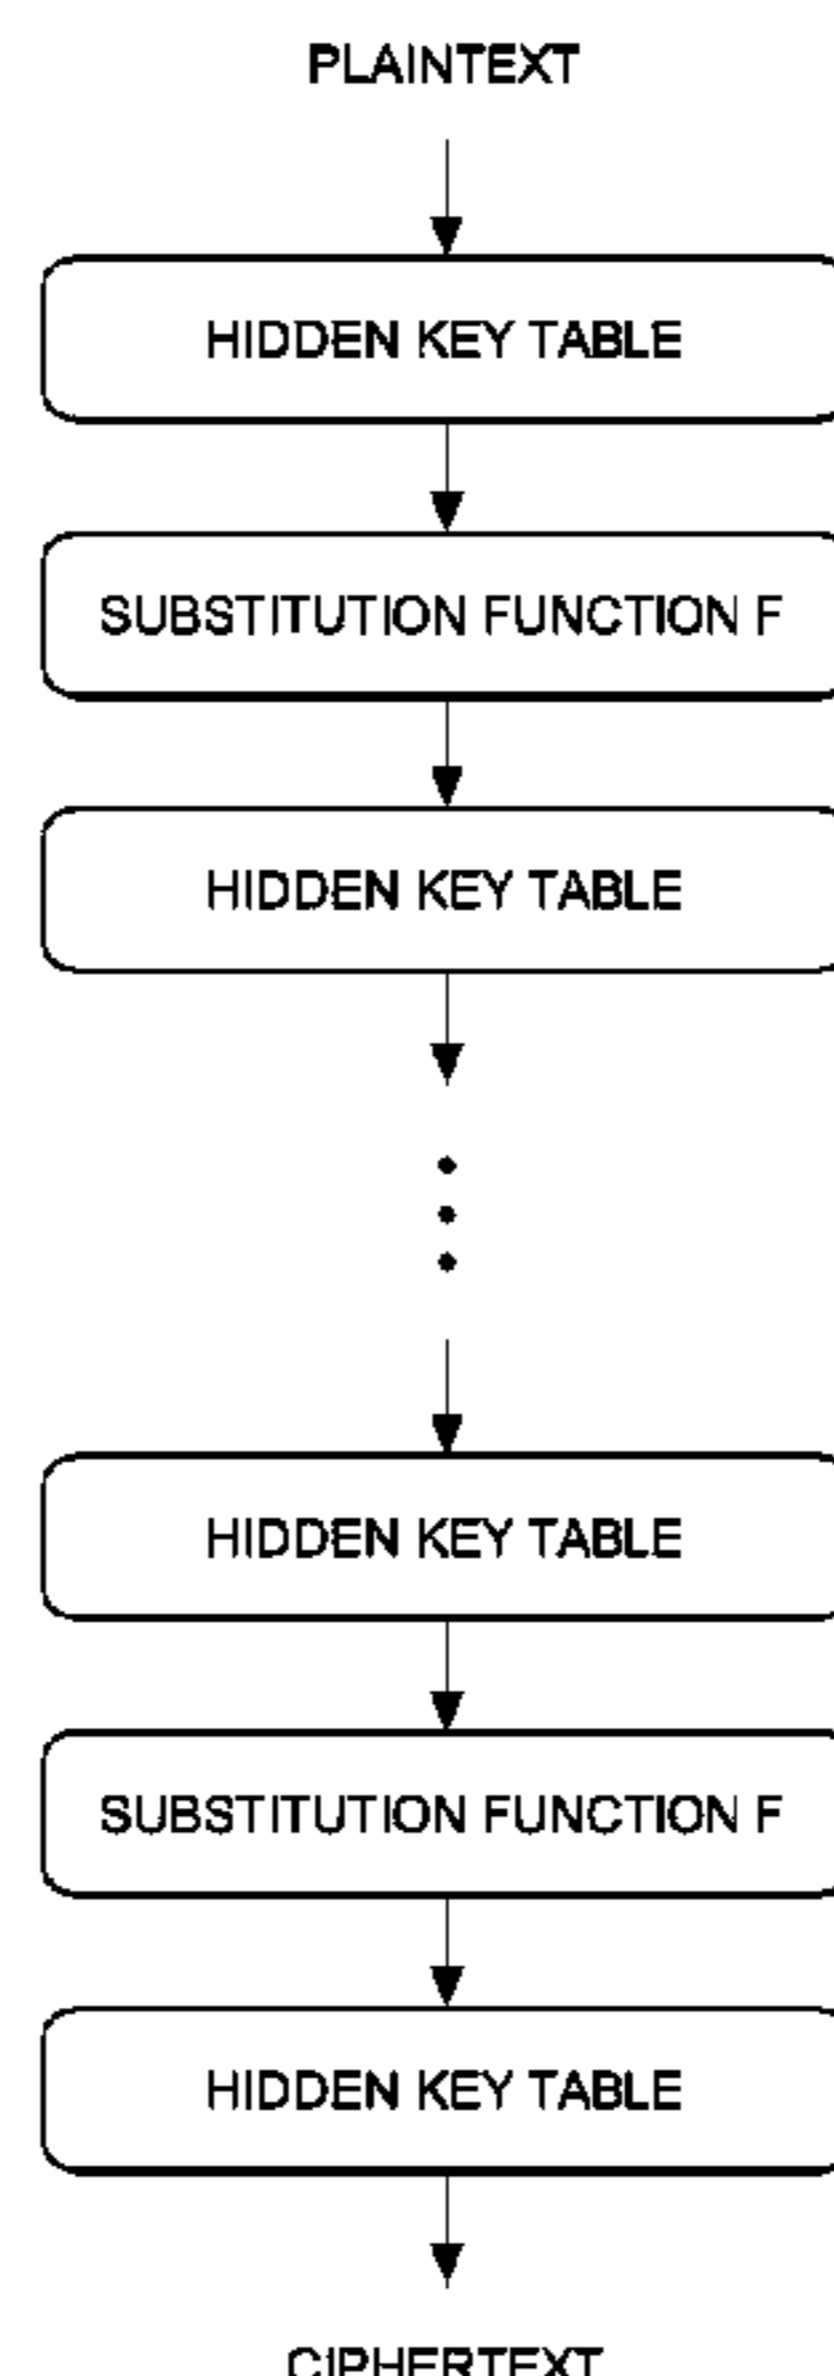 PLAINTEXT
HIDDEN KEY TABLE
SUBSTITUTION FUNCTION F
HIDDEN KEY TABLE
HIDDEN KEY TABLE
SUBSTITUTION FUNCTION F
HIDDEN KEY TABLE
CIPHERTEXT